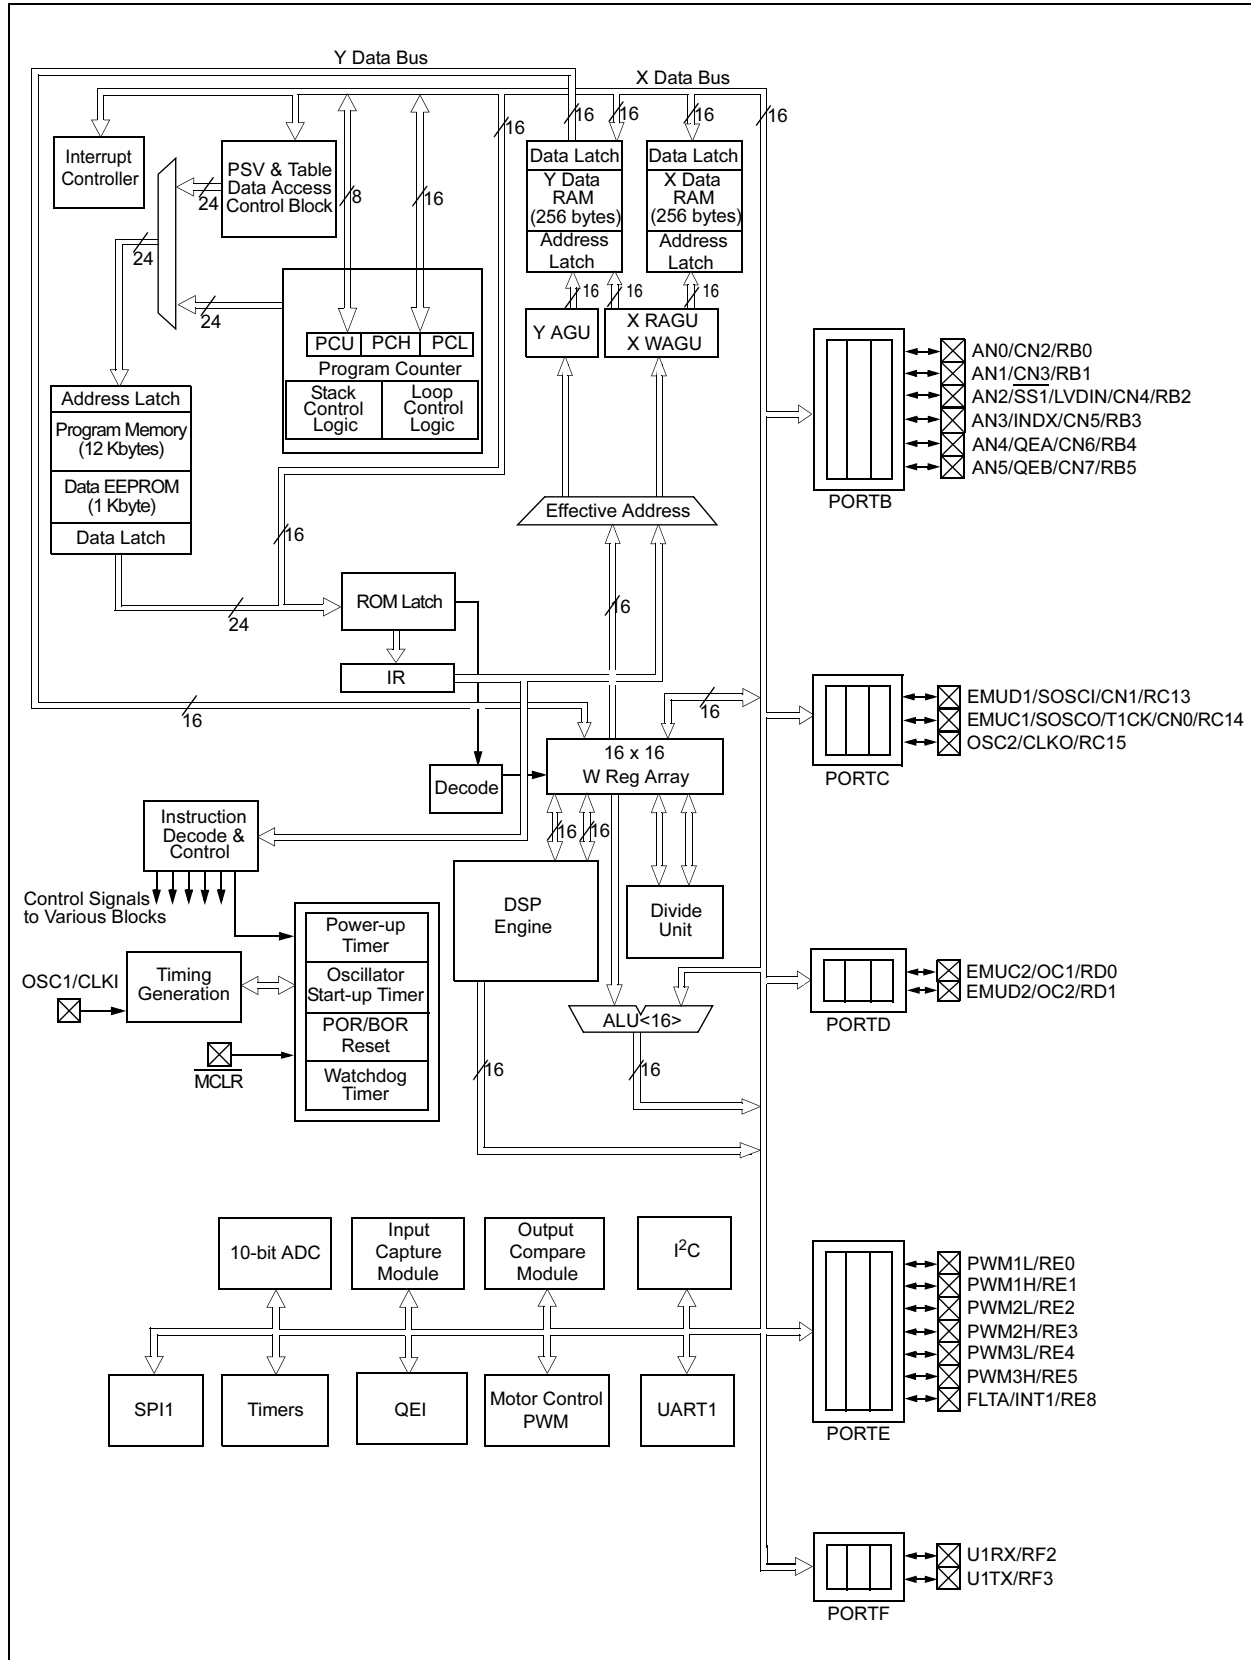 Y Data Bus
X Data Bus
16
16
16
16
16
Interrupt
Controller
PSV & Table
Data Access
Control Block
24
8
16
24
24
Data Latch
Y Data
RAM
(256 bytes)
Address
Latch
Data Latch
X Data
RAM
(256 bytes)
Address
Latch
16
16
16
Y AGU
X RAGU
X WAGU
PCU
PCH
PCL
Program Counter
Stack
Control
Logic
Loop
Control
Logic
Address Latch
Program Memory
(12 Kbytes)
Data EEPROM
(1 Kbyte)
Data Latch
16
24
Effective Address
ROM Latch
16
IR
16
16
16 x 16
W Reg Array
Decode
16
16
Instruction
Decode &
Control
Control Signals
to Various Blocks
DSP
Engine
Divide
Unit
Power-up
Timer
Oscillator
Start-up Timer
POR/BOR
Reset
Watchdog
Timer
OSC1/CLKI
Timing
Generation
MCLR
ALU<16>
16
16
AN0/CN2/RB0
AN1/CN3/RB1
AN2/SS1/LVDIN/CN4/RB2
AN3/INDX/CN5/RB3
AN4/QEA/CN6/RB4
AN5/QEB/CN7/RB5
PORTB
EMUD1/SOSCI/CN1/RC13
EMUC1/SOSCO/T1CK/CN0/RC14
OSC2/CLKO/RC15
PORTC
EMUC2/OC1/RD0
EMUD2/OC2/RD1
PORTD
10-bit ADC
Input
Capture
Module
Output
Compare
Module
I²C
SPI1
Timers
QEI
Motor Control
PWM
UART1
PWM1L/RE0
PWM1H/RE1
PWM2L/RE2
PWM2H/RE3
PWM3L/RE4
PWM3H/RE5
FLTA/INT1/RE8
PORTE
U1RX/RF2
U1TX/RF3
PORTF